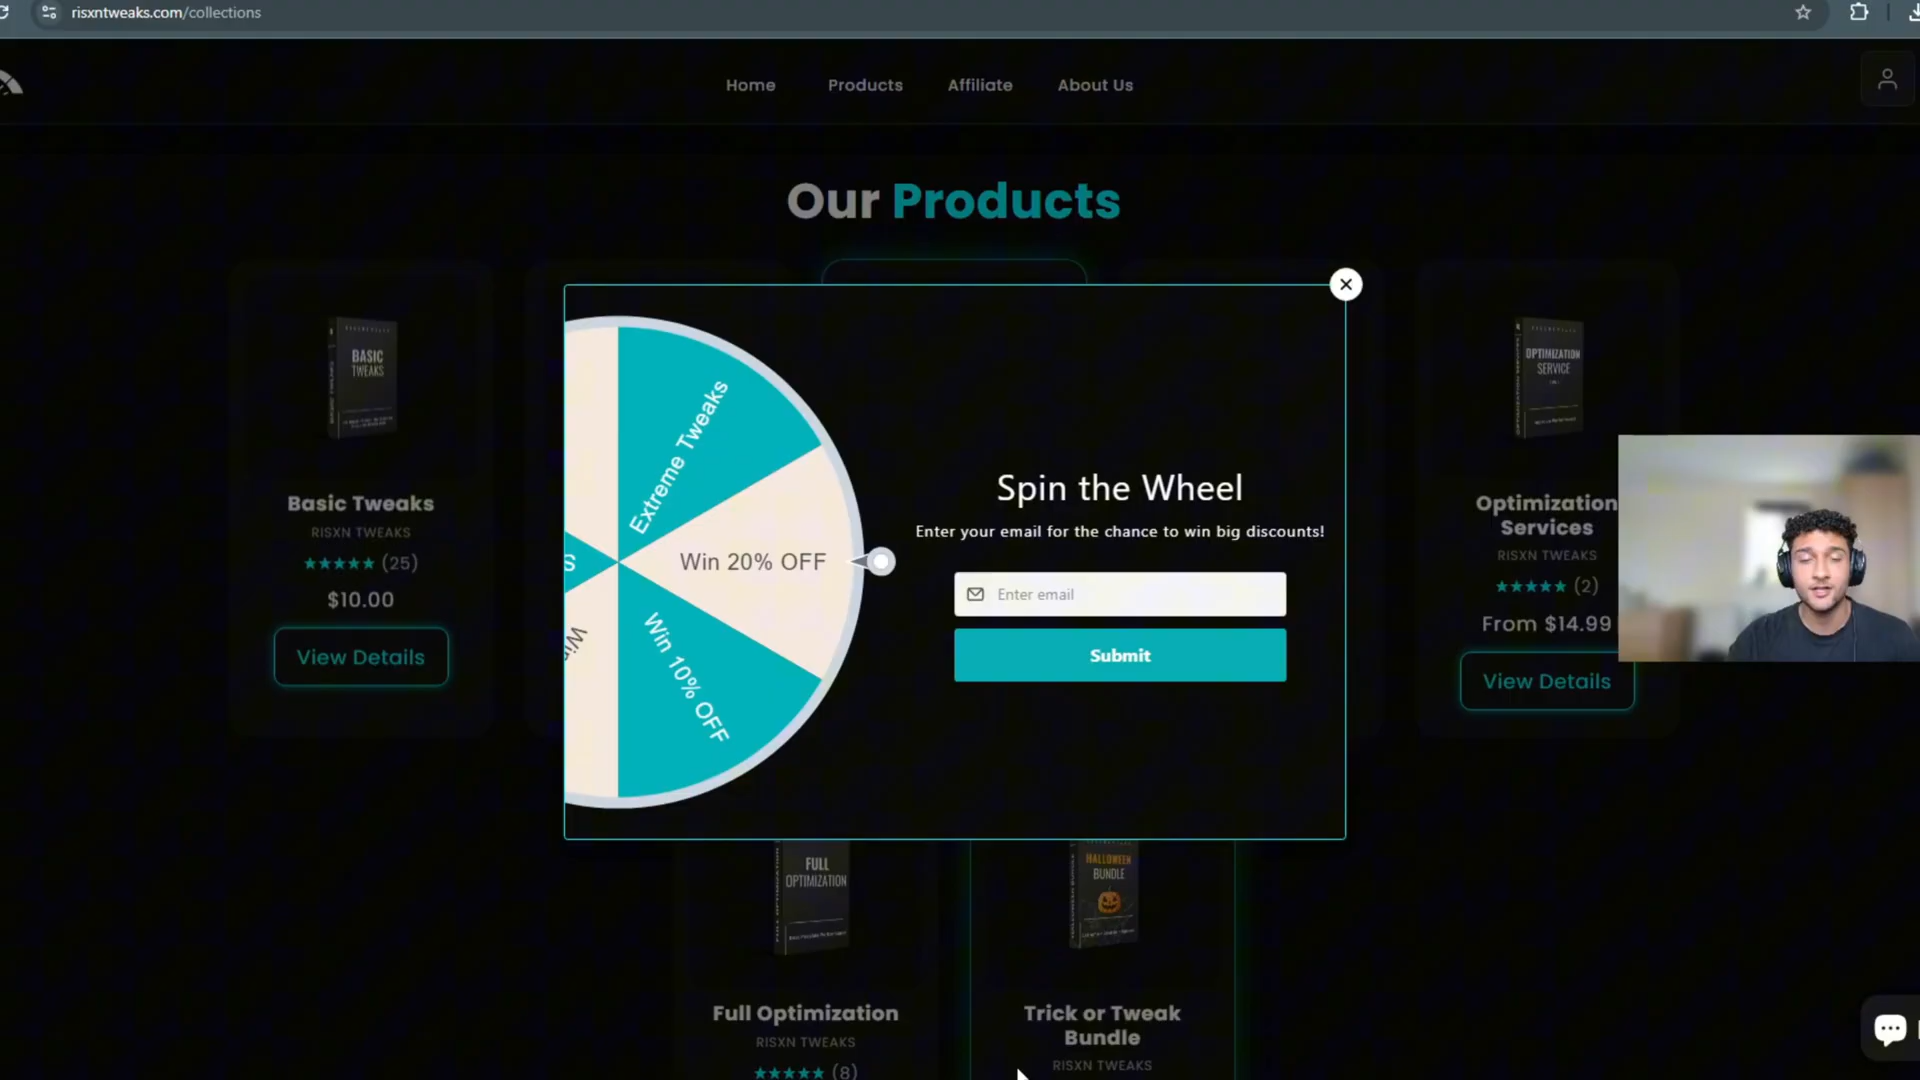 risxntweaks.com/collections
Home
Products
Affiliate
About Us
Our Products
BASIC
TWEAKS
Basic Tweaks
RISXN TWEAKS
★★★★★ (25)
$10.00
View Details
Extreme Tweaks
Win 20% OFF
Win 10% OFF
S
Win
Spin the Wheel
Enter your email for the chance to win big discounts!
Enter email
Submit
OPTIMIZATION
SERVICE
Optimization
Services
RISXN TWEAKS
★★★★★ (2)
From $14.99
View Details
FULL
OPTIMIZATION
Full Optimization
RISXN TWEAKS
★★★★★ (8)
HALLOWEEN
BUNDLE
Trick or Tweak
Bundle
RISXN TWEAKS